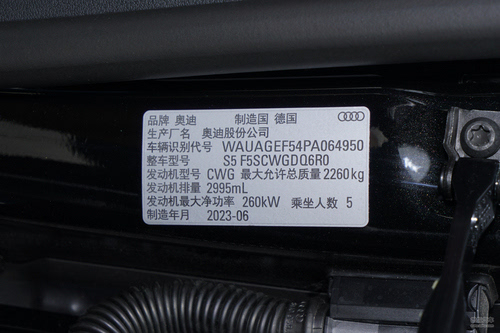 品牌 奥迪 制造国 德国
生产厂名 奥迪股份公司
车辆识别代号 WAUAGEF54PA064950
整车型号 S5 F5SCWGDQ6R0
发动机型号 CWG 最大允许总质量 2260kg
发动机排量 2995mL
发动机最大净功率 260kW 乘坐人数 5
制造年月 2023-06